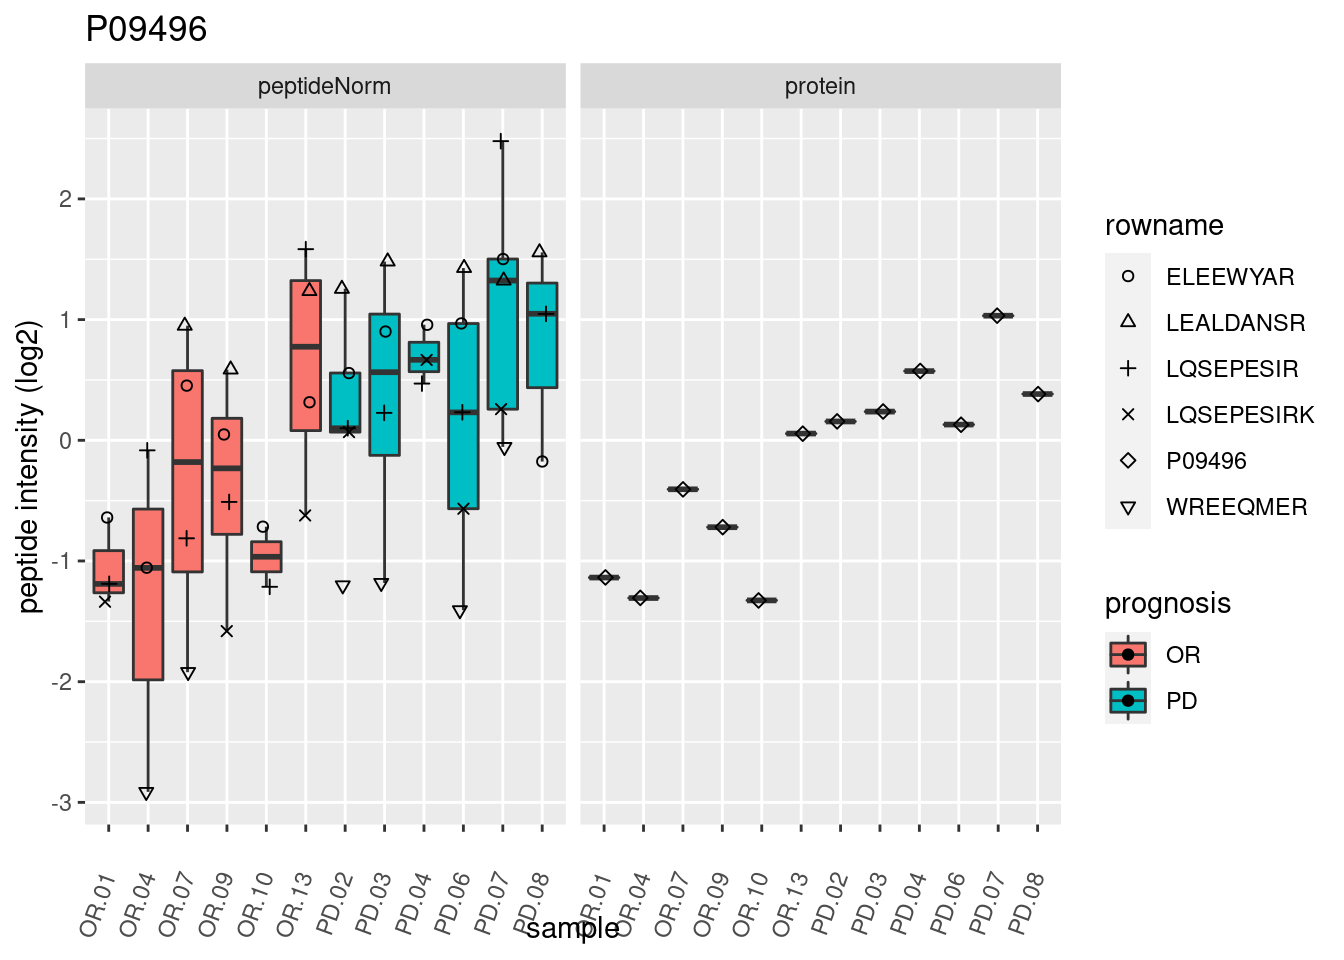 P09496
peptideNorm
protein
peptide intensity (log2)
2
1
0
-1
-2
-3
OR.01
OR.04
OR.07
OR.09
OR.10
OR.13
PD.02
PD.03
PD.04
PD.06
PD.07
PD.08
OR.01
OR.04
OR.07
OR.09
OR.10
OR.13
PD.02
PD.03
PD.04
PD.06
PD.07
PD.08
sample
rowname
ELEEWYAR
LEALDANSR
LQSEPESIR
LQSEPESIRK
P09496
WREEQMER
prognosis
OR
PD